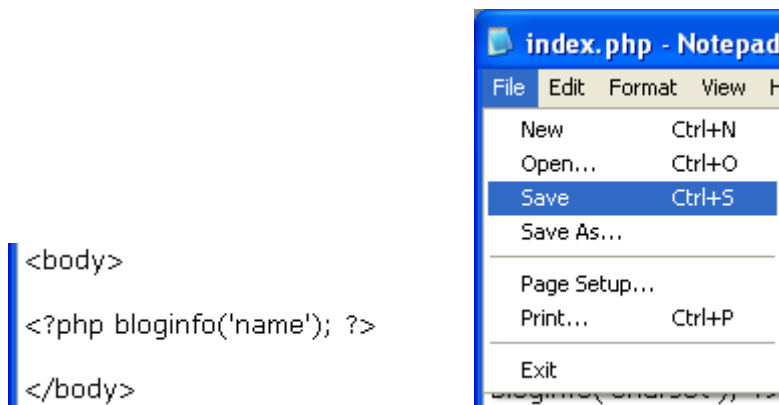 <body>
<?php bloginfo('name'); ?>
</body>
index.php - Notepad
File Edit Format View
New Ctrl+N
Open... Ctrl+O
Save Ctrl+S
Save As...
Page Setup...
Print... Ctrl+P
Exit